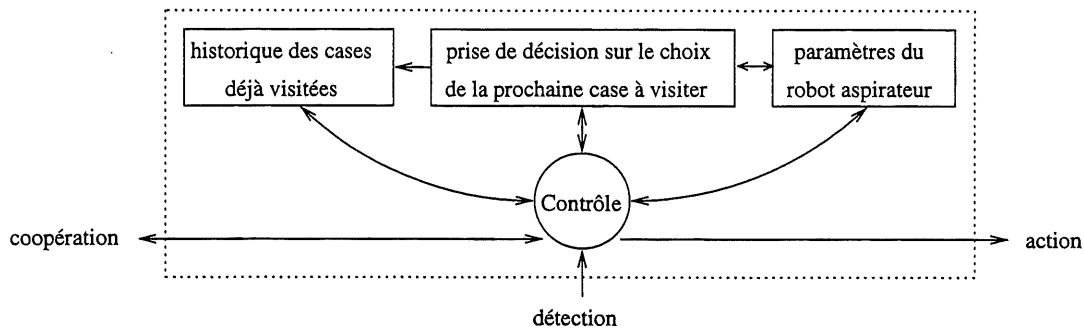 historique des cases
déjà visitées
prise de décision sur le choix
de la prochaine case à visiter
paramètres du
robot aspirateur
Contrôle
coopération
action
détection